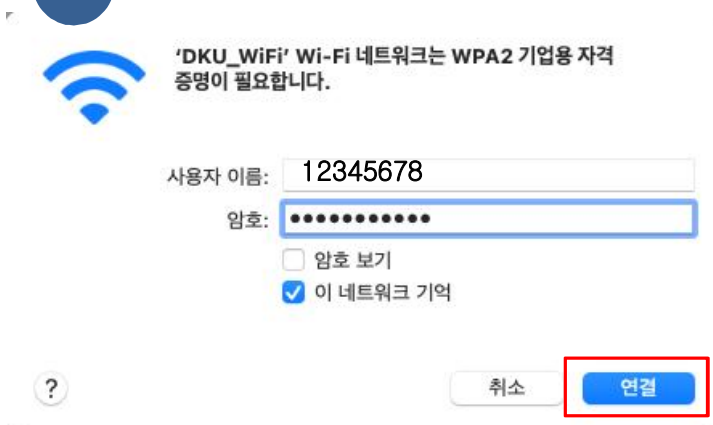 ‘DKU_WiFi’ Wi-Fi 네트워크는 WPA2 기업용 자격
증명이 필요합니다.
사용자 이름: 12345678
암호: •••••••••••
암호 보기
이 네트워크 기억
? 취소 연결